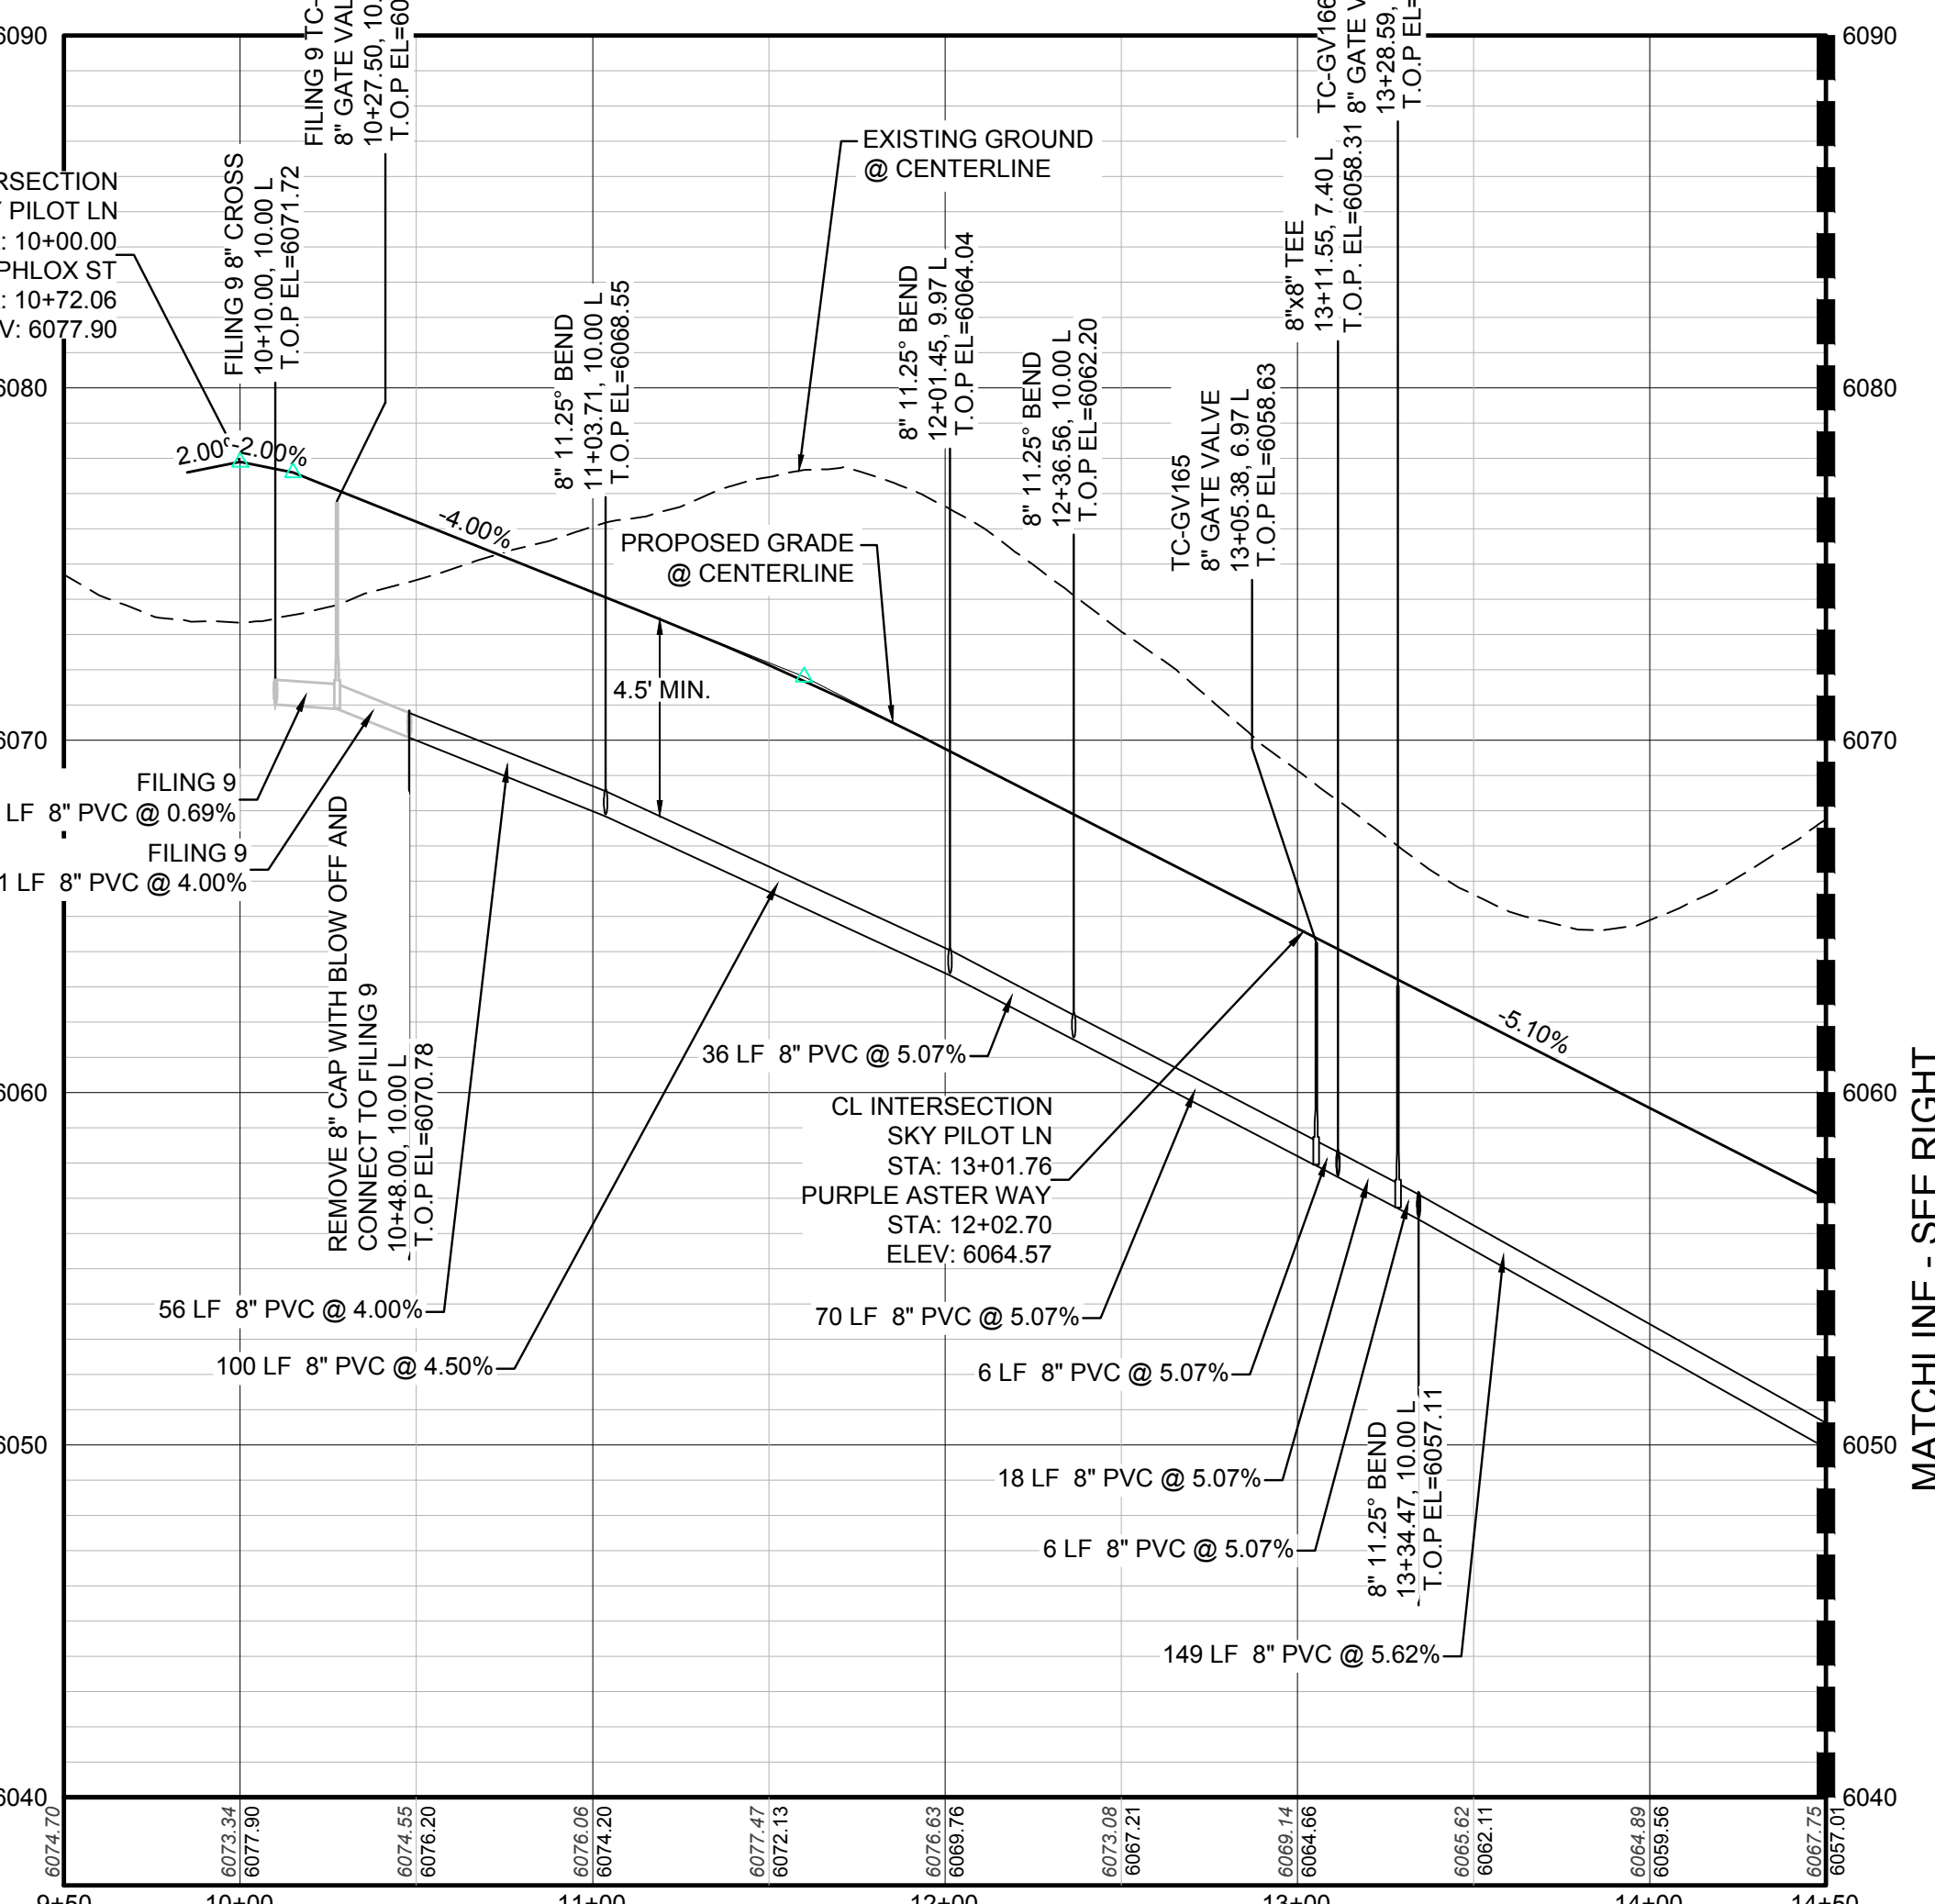 6090
6080
6070
6060
6050
6040
6090
6080
6070
6060
6050
6040
RSECTION
PILOT LN
: 10+00.00
PHLOX ST
: 10+72.06
V: 6077.90
FILING 9 8" CROSS
10+10.00, 10.00 L
T.O.P EL=6071.72
FILING 9 TC-
8" GATE VAL
10+27.50, 10.
T.O.P EL=60
2.00%
-2.00%
-4.00%
8" 11.25° BEND
11+03.71, 10.00 L
T.O.P EL=6068.55
EXISTING GROUND
@ CENTERLINE
PROPOSED GRADE
@ CENTERLINE
4.5' MIN.
8" 11.25° BEND
12+01.45, 9.97 L
T.O.P EL=6064.04
8" 11.25° BEND
12+36.56, 10.00 L
T.O.P EL=6062.20
TC-GV165
8" GATE VALVE
13+05.38, 6.97 L
T.O.P EL=6058.63
8"x8" TEE
13+11.55, 7.40 L
T.O.P. EL=6058.31
TC-GV166
8" GATE V
13+28.59,
T.O.P EL=
-5.10%
FILING 9
LF 8" PVC @ 0.69%
FILING 9
1 LF 8" PVC @ 4.00%
REMOVE 8" CAP WITH BLOW OFF AND
CONNECT TO FILING 9
10+48.00, 10.00 L
T.O.P EL=6070.78
56 LF 8" PVC @ 4.00%
100 LF 8" PVC @ 4.50%
36 LF 8" PVC @ 5.07%
CL INTERSECTION
SKY PILOT LN
STA: 13+01.76
PURPLE ASTER WAY
STA: 12+02.70
ELEV: 6064.57
70 LF 8" PVC @ 5.07%
6 LF 8" PVC @ 5.07%
18 LF 8" PVC @ 5.07%
6 LF 8" PVC @ 5.07%
8" 11.25° BEND
13+34.47, 10.00 L
T.O.P EL=6057.11
149 LF 8" PVC @ 5.62%
MATCHLINE - SEE RIGHT
6074.70
6073.34
6077.90
6074.55
6076.20
6076.06
6074.20
6077.47
6072.13
6076.63
6069.76
6073.08
6067.21
6069.14
6064.66
6065.62
6062.11
6064.89
6059.56
6067.75
6057.01
9+50
10+00
11+00
12+00
13+00
14+00
14+50